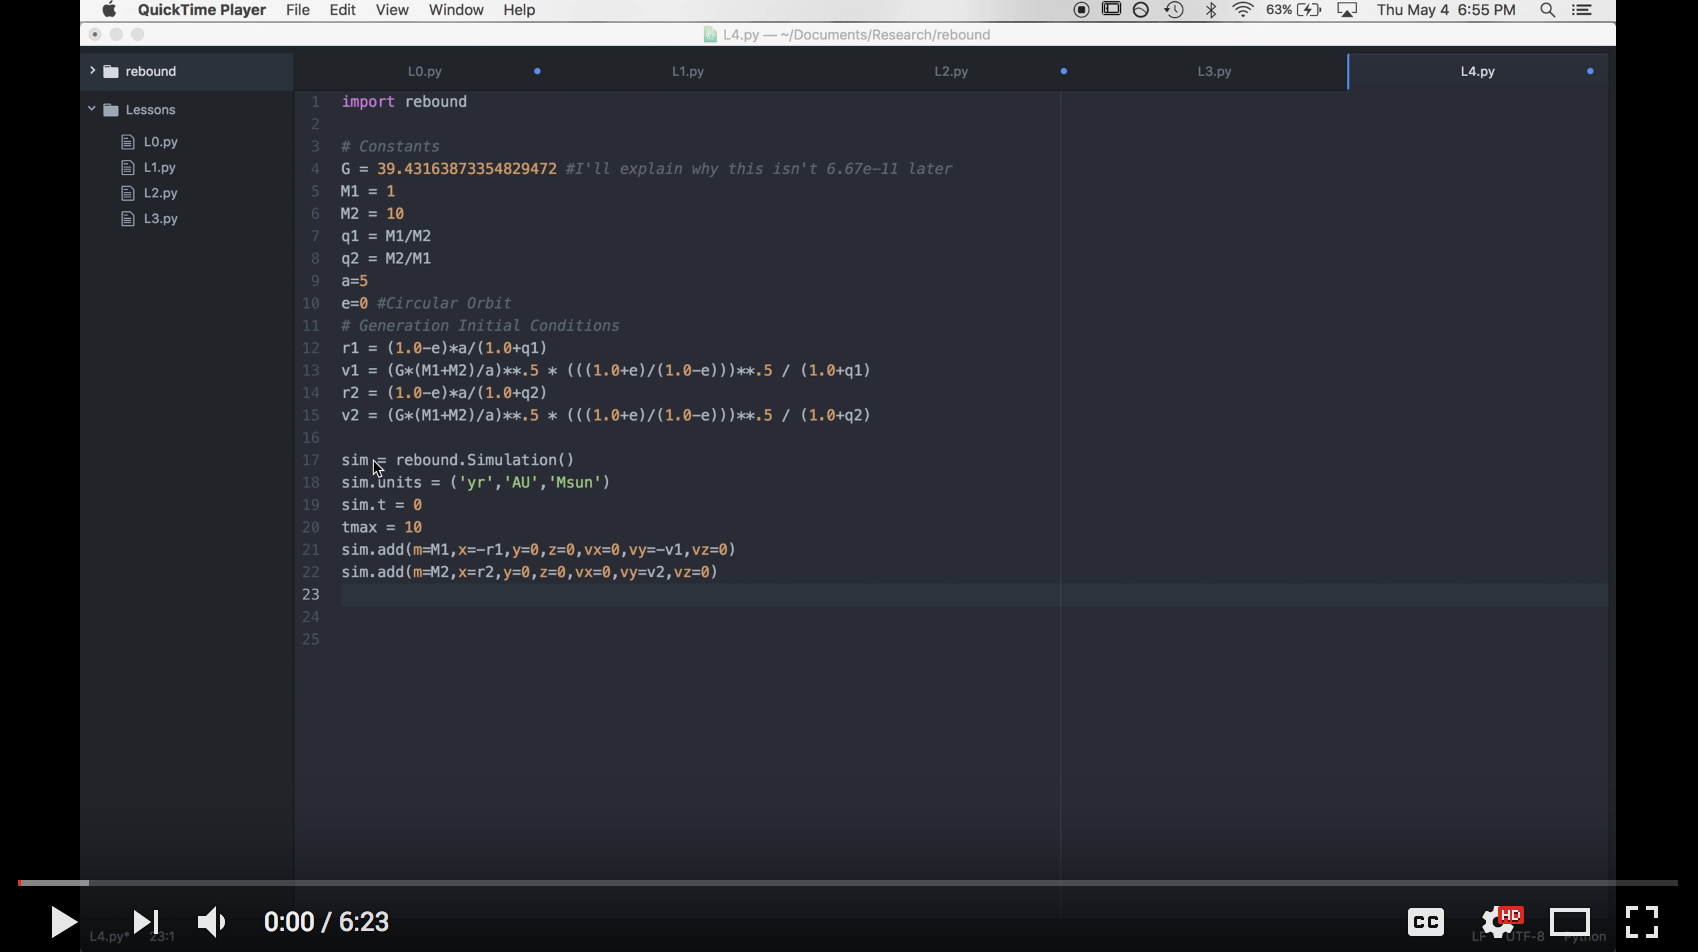 QuickTime Player File Edit View Window Help 63% Thu May 4 6:55 PM
L4.py — ~/Documents/Research/rebound
rebound
L0.py L1.py L2.py L3.py L4.py
Lessons
L0.py
L1.py
L2.py
L3.py
1 import rebound
2
3 # Constants
4 G = 39.43163873354829472 #I'll explain why this isn't 6.67e-11 later
5 M1 = 1
6 M2 = 10
7 q1 = M1/M2
8 q2 = M2/M1
9 a=5
10 e=0 #Circular Orbit
11 # Generation Initial Conditions
12 r1 = (1.0-e)*a/(1.0+q1)
13 v1 = (G*(M1+M2)/a)**.5 * (((1.0+e)/(1.0-e)))**.5 / (1.0+q1)
14 r2 = (1.0-e)*a/(1.0+q2)
15 v2 = (G*(M1+M2)/a)**.5 * (((1.0+e)/(1.0-e)))**.5 / (1.0+q2)
16
17 sim = rebound.Simulation()
18 sim.units = ('yr','AU','Msun')
19 sim.t = 0
20 tmax = 10
21 sim.add(m=M1,x=-r1,y=0,z=0,vx=0,vy=-v1,vz=0)
22 sim.add(m=M2,x=r2,y=0,z=0,vx=0,vy=v2,vz=0)
23
24
25
0:00 / 6:23 CC HD
L4.py* 23:1 LF UTF-8 Python